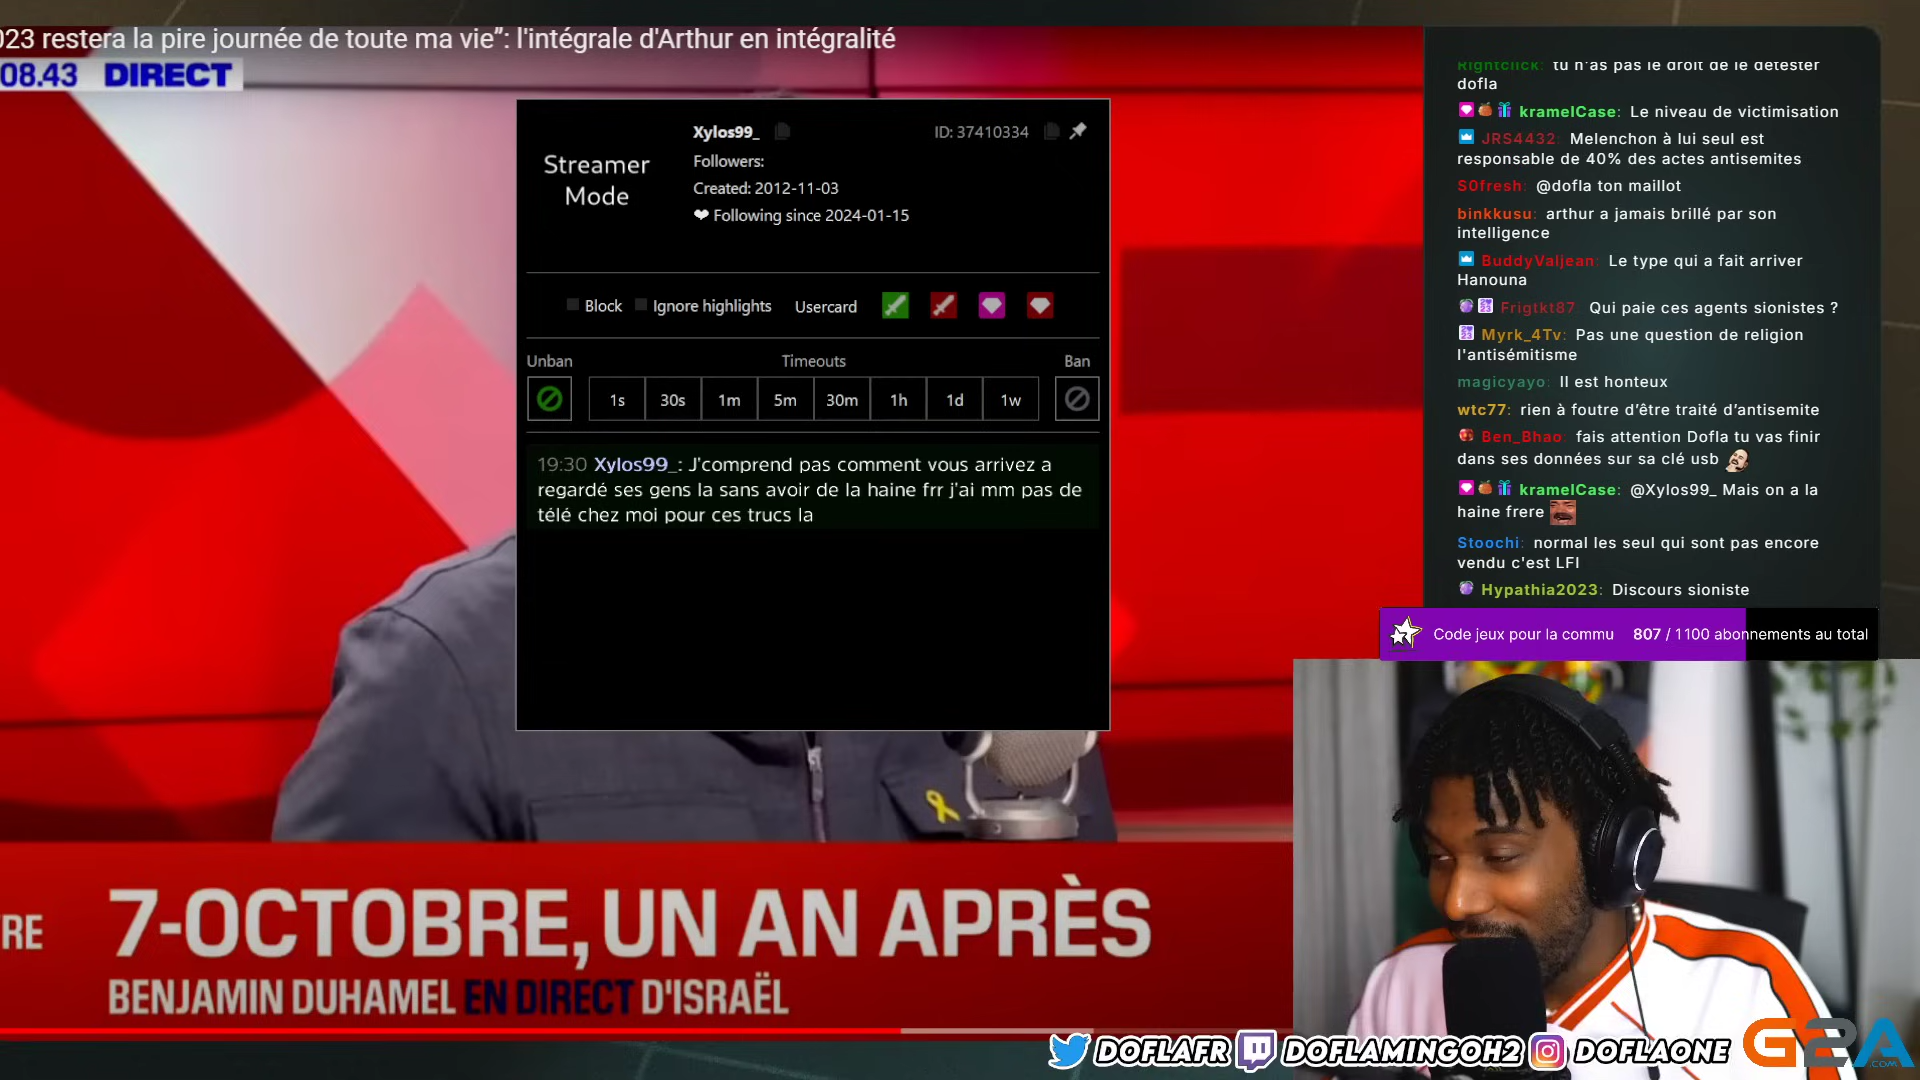 023 restera la pire journée de toute ma vie”: l'intégrale d'Arthur en intégralité
08.43 DIRECT
Streamer
Mode
Xylos99_
ID: 37410334
Followers:
Created: 2012-11-03
❤ Following since 2024-01-15
Block
Ignore highlights
Usercard
Unban
Timeouts
Ban
1s
30s
1m
5m
30m
1h
1d
1w
19:30 Xylos99_: J'comprend pas comment vous arrivez a
regardé ses gens la sans avoir de la haine frr j'ai mm pas de
télé chez moi pour ces trucs la
Rightclick: tu n'as pas le droit de le détester
dofla
kramelCase: Le niveau de victimisation
JRS4432: Melenchon à lui seul est
responsable de 40% des actes antisemites
S0fresh: @dofla ton maillot
binkkusu: arthur a jamais brillé par son
intelligence
BuddyValjean: Le type qui a fait arriver
Hanouna
Frigtkt87: Qui paie ces agents sionistes ?
Myrk_4Tv: Pas une question de religion
l'antisémitisme
magicyayo: Il est honteux
wtc77: rien à foutre d’être traité d’antisemite
Ben_Bhao: fais attention Dofla tu vas finir
dans ses données sur sa clé usb
kramelCase: @Xylos99_ Mais on a la
haine frere
Stoochi: normal les seul qui sont pas encore
vendu c'est LFI
Hypathia2023: Discours sioniste
Code jeux pour la commu 807 / 1100 abonnements au total
RE
7-OCTOBRE, UN AN APRÈS
BENJAMIN DUHAMEL EN DIRECT D'ISRAËL
DOFLAFR
DOFLAMINGOH2
DOFLAONE
G2A
.COM